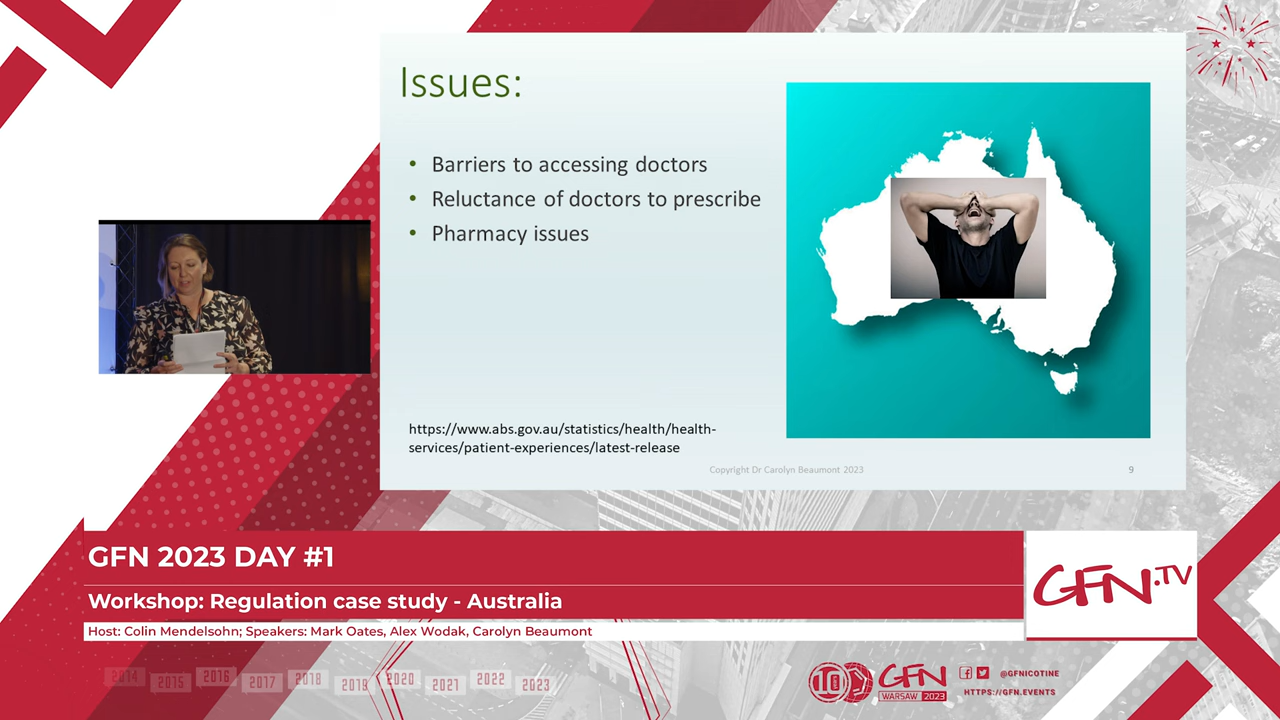 Issues:
• Barriers to accessing doctors
• Reluctance of doctors to prescribe
• Pharmacy issues
https://www.abs.gov.au/statistics/health/health-
services/patient-experiences/latest-release
Copyright Dr Carolyn Beaumont 2023
9
GFN 2023 DAY #1
Workshop: Regulation case study - Australia
Host: Colin Mendelsohn; Speakers: Mark Oates, Alex Wodak, Carolyn Beaumont
GFN.TV
2014 2015 2016 2017 2018 2018 2020 2021 2022 2023
10 GFN
WARSAW 2023
@GFNICOTINE
HTTPS://GFN.EVENTS